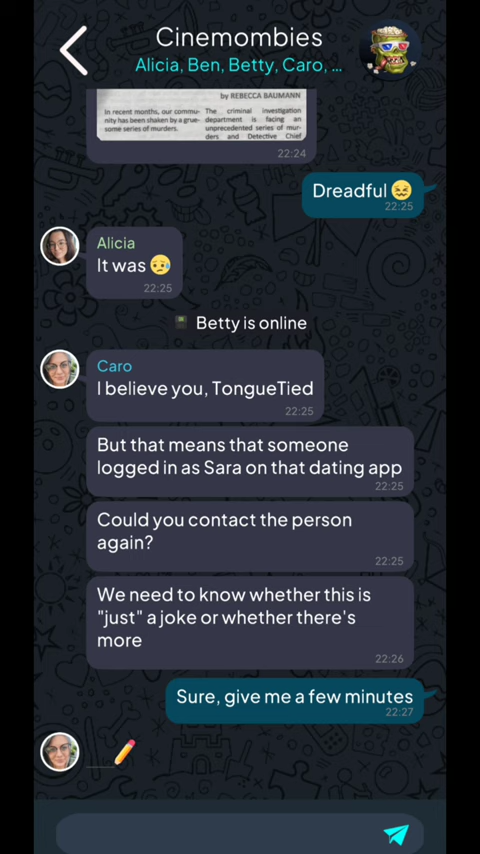 Cinemombies
Alicia, Ben, Betty, Caro, ...
by REBECCA BAUMANN
In recent months, our commu-
nity has been shaken by a grue-
some series of murders.
The criminal investigation
department is facing an
unprecedented series of mur-
ders and Detective Chief
22:24
Dreadful 😖
22:25
Alicia
It was 😥
22:25
Betty is online
Caro
I believe you, TongueTied
22:25
But that means that someone
logged in as Sara on that dating app
22:25
Could you contact the person
again?
22:25
We need to know whether this is
"just" a joke or whether there's
more
22:26
Sure, give me a few minutes
22:27